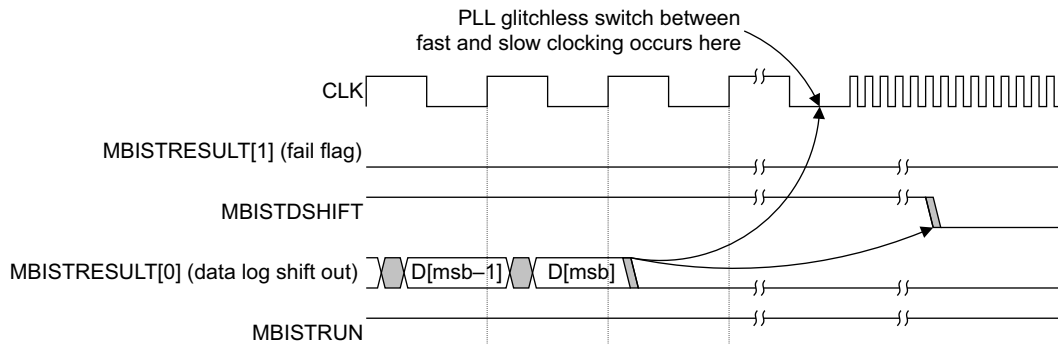 PLL glitchless switch between
fast and slow clocking occurs here
CLK
MBISTRESULT[1] (fail flag)
MBISTDSHIFT
MBISTRESULT[0] (data log shift out)
D[msb–1]
D[msb]
MBISTRUN